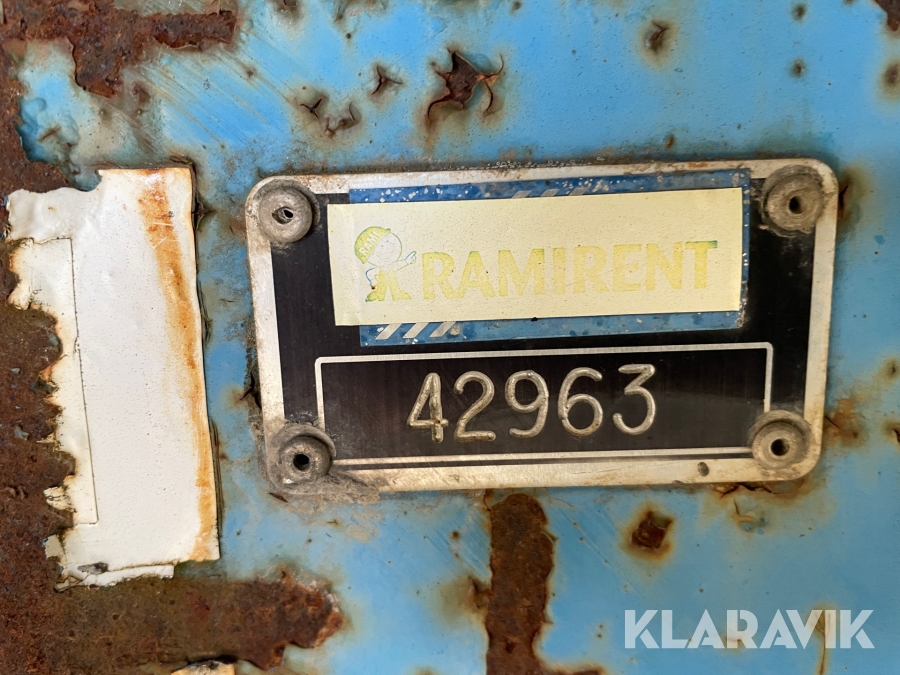 RAMIRENT
42963
KLARAVIK